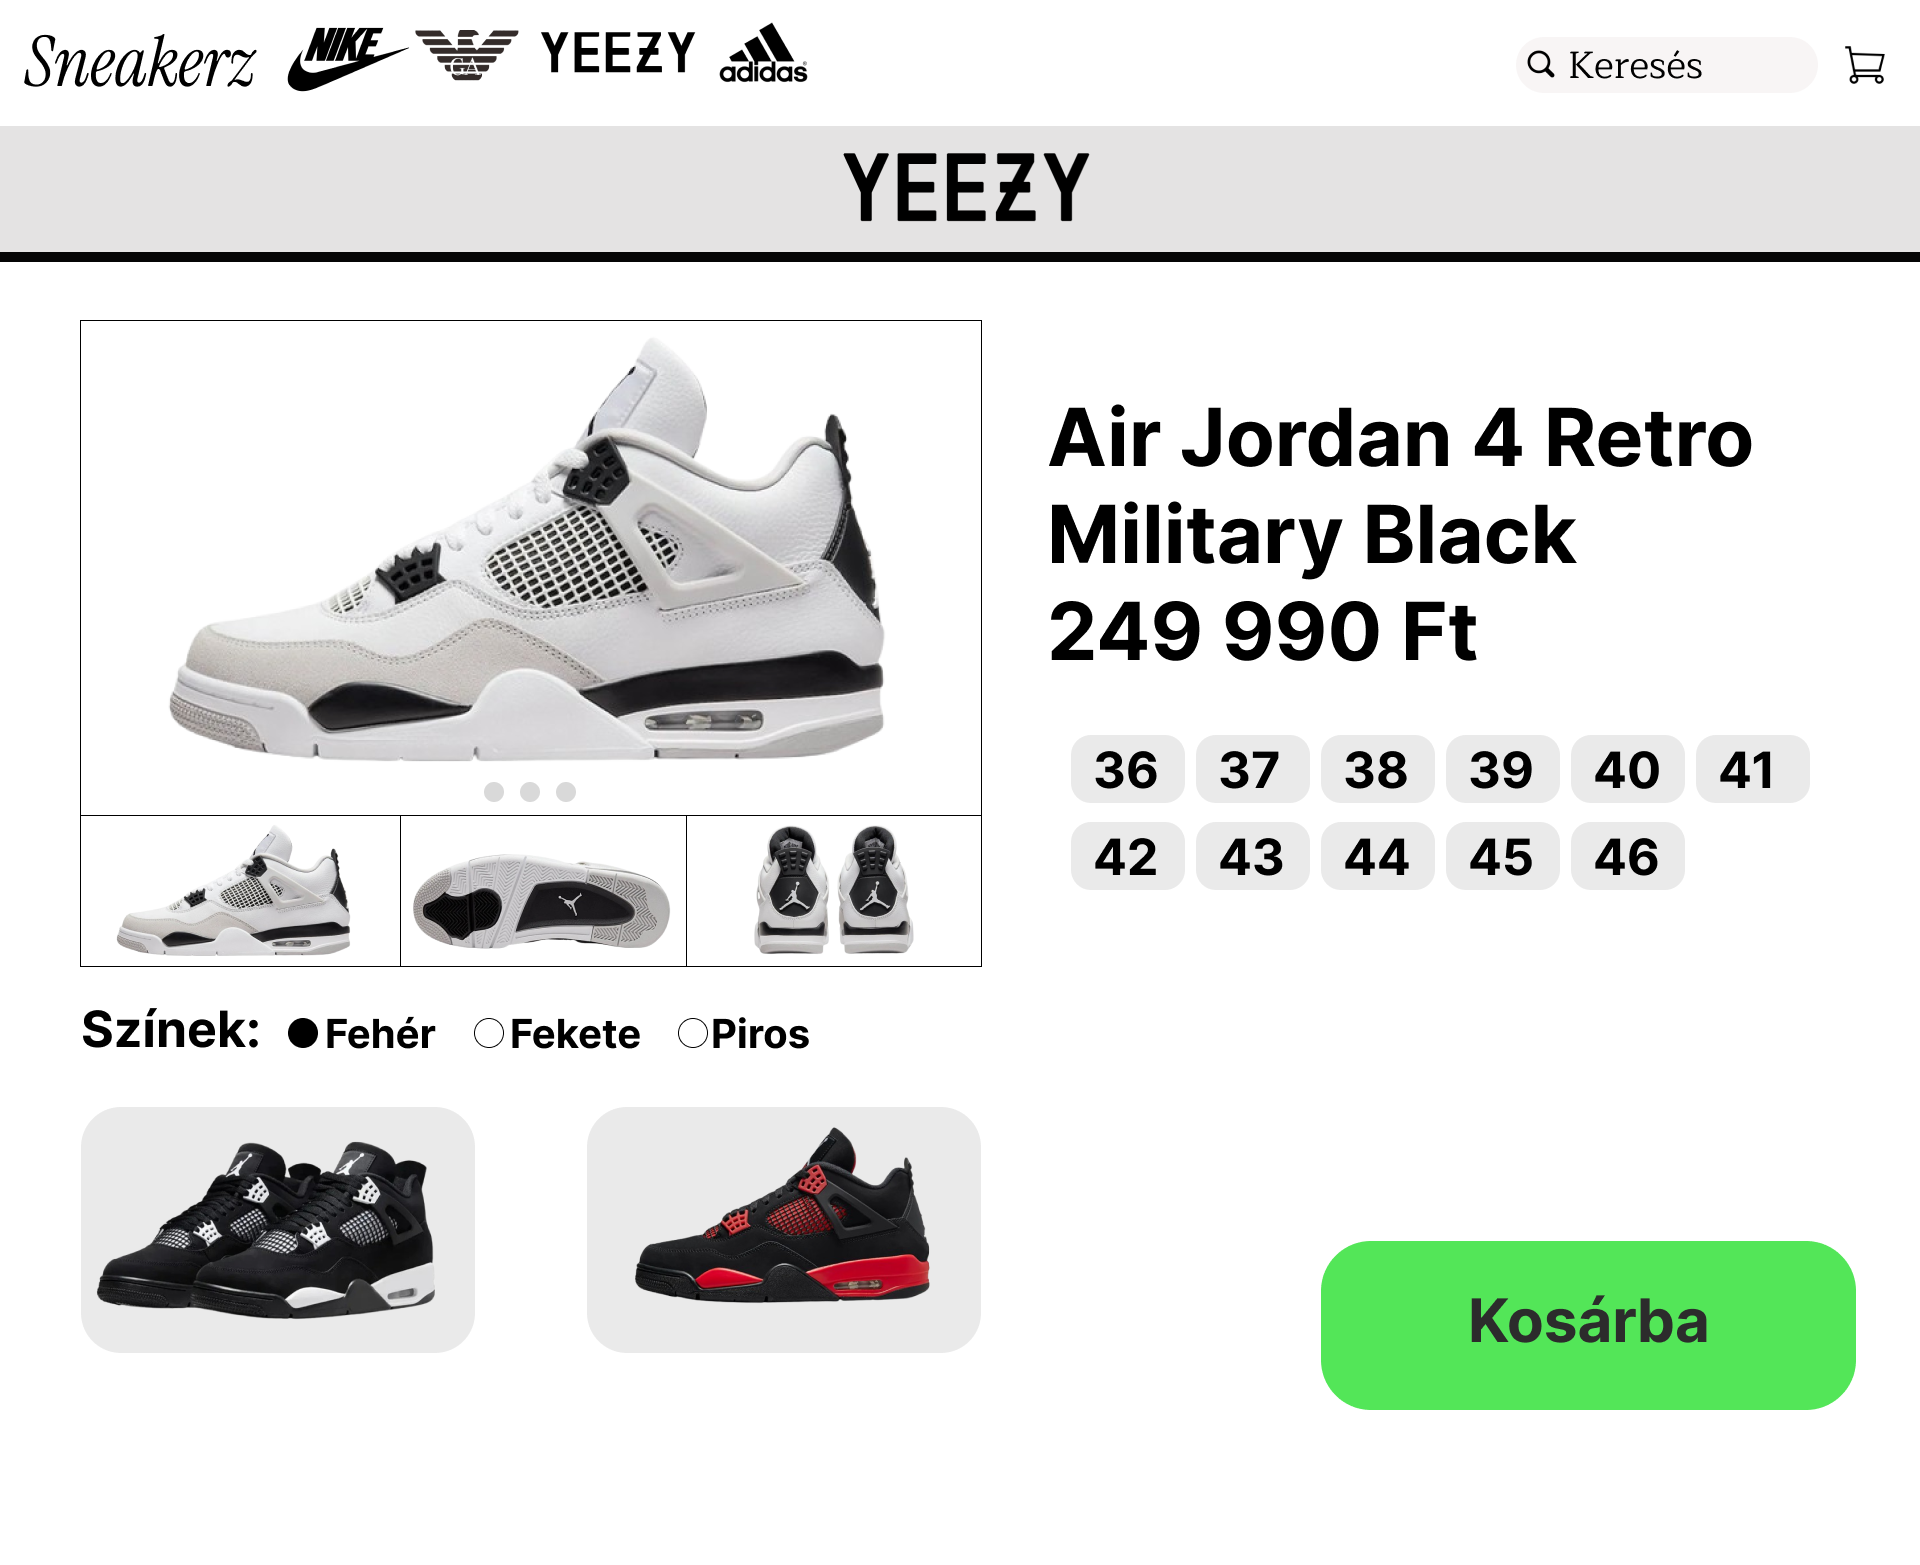 Sneakerz NIKE GA YEEZY adidas Keresés
YEEZY
Air Jordan 4 Retro
Military Black
249 990 Ft
36 37 38 39 40 41
42 43 44 45 46
Színek: Fehér Fekete Piros
Kosárba